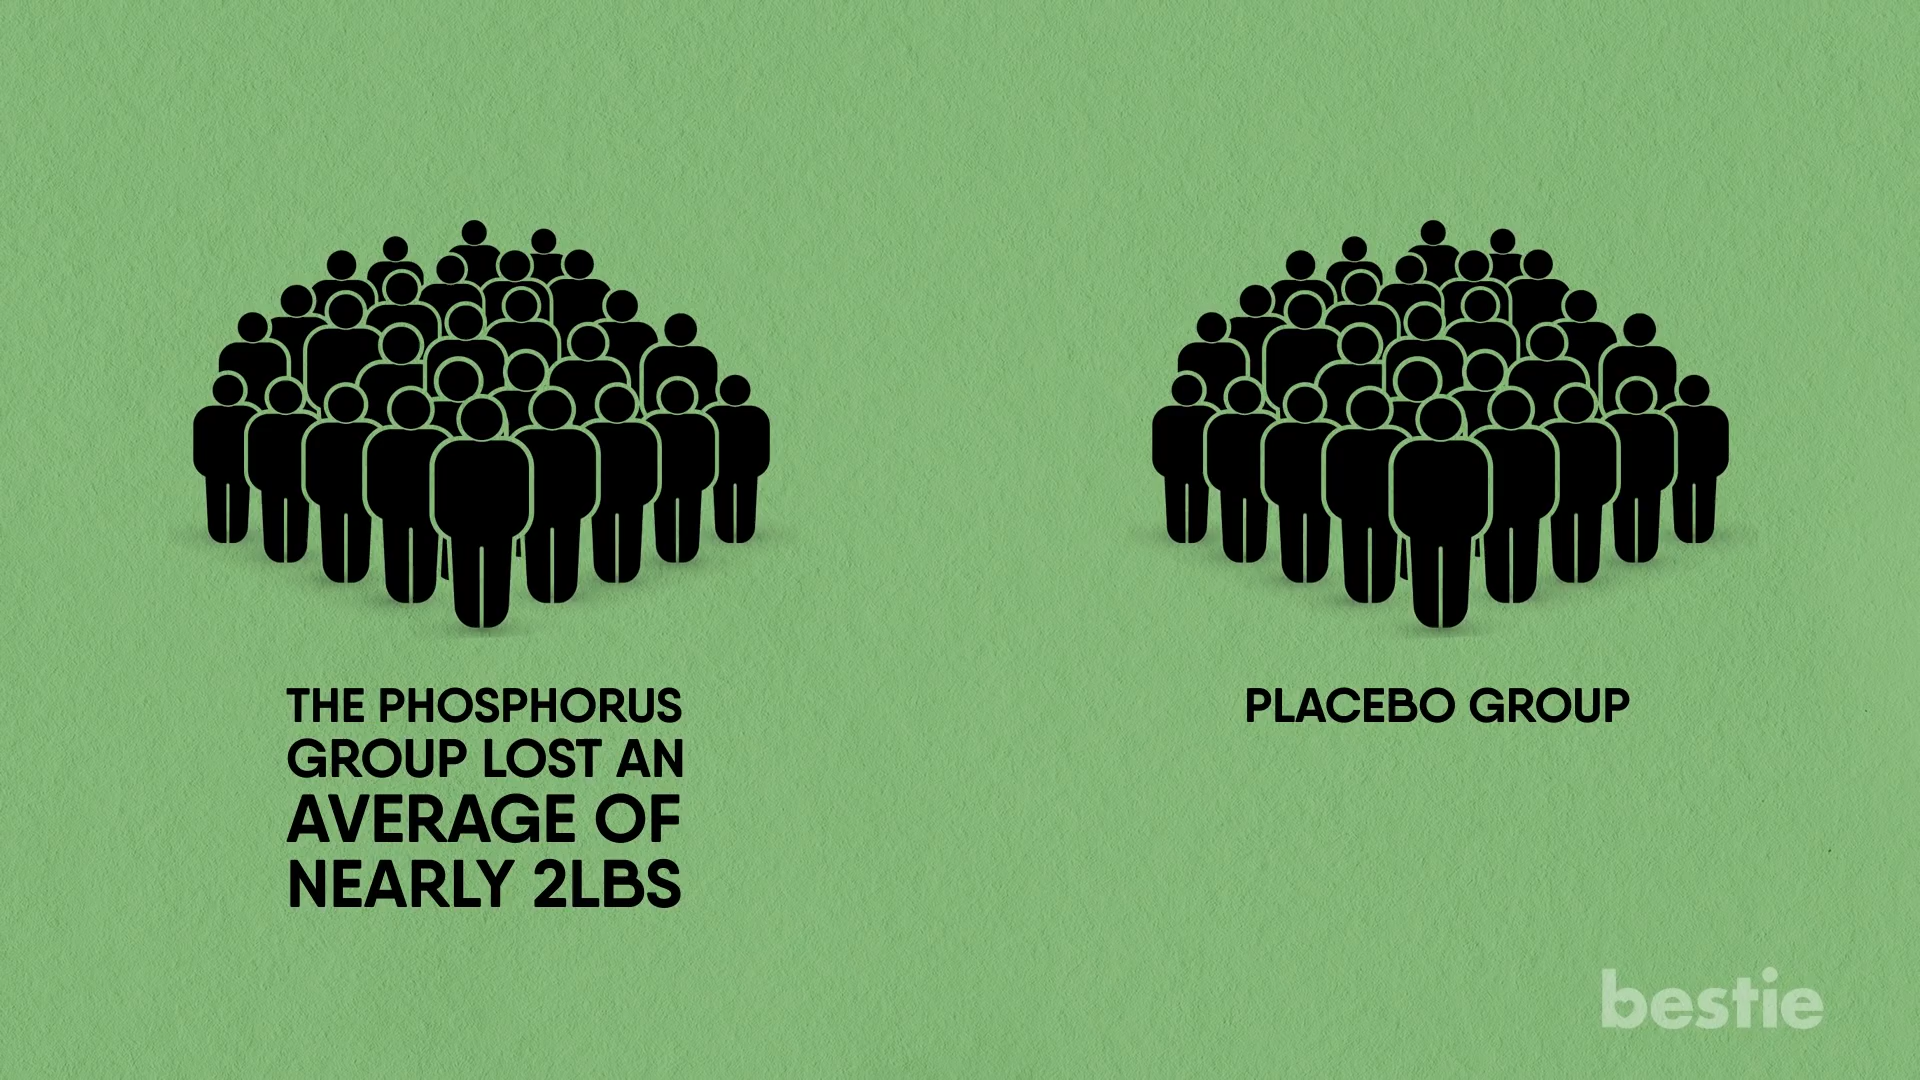 THE PHOSPHORUS
GROUP LOST AN
AVERAGE OF
NEARLY 2LBS
PLACEBO GROUP
bestie